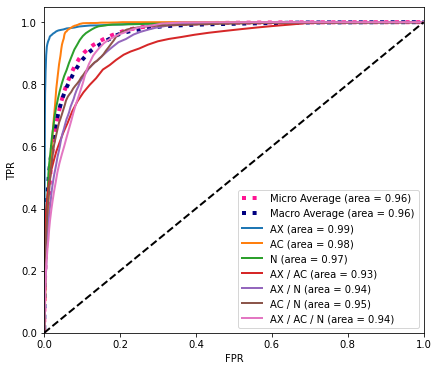 1.0
0.8
0.6
0.4
0.2
0.0
TPR
0.0 0.2 0.4 0.6 0.8 1.0
FPR
Micro Average (area = 0.96)
Macro Average (area = 0.96)
AX (area = 0.99)
AC (area = 0.98)
N (area = 0.97)
AX / AC (area = 0.93)
AX / N (area = 0.94)
AC / N (area = 0.95)
AX / AC / N (area = 0.94)